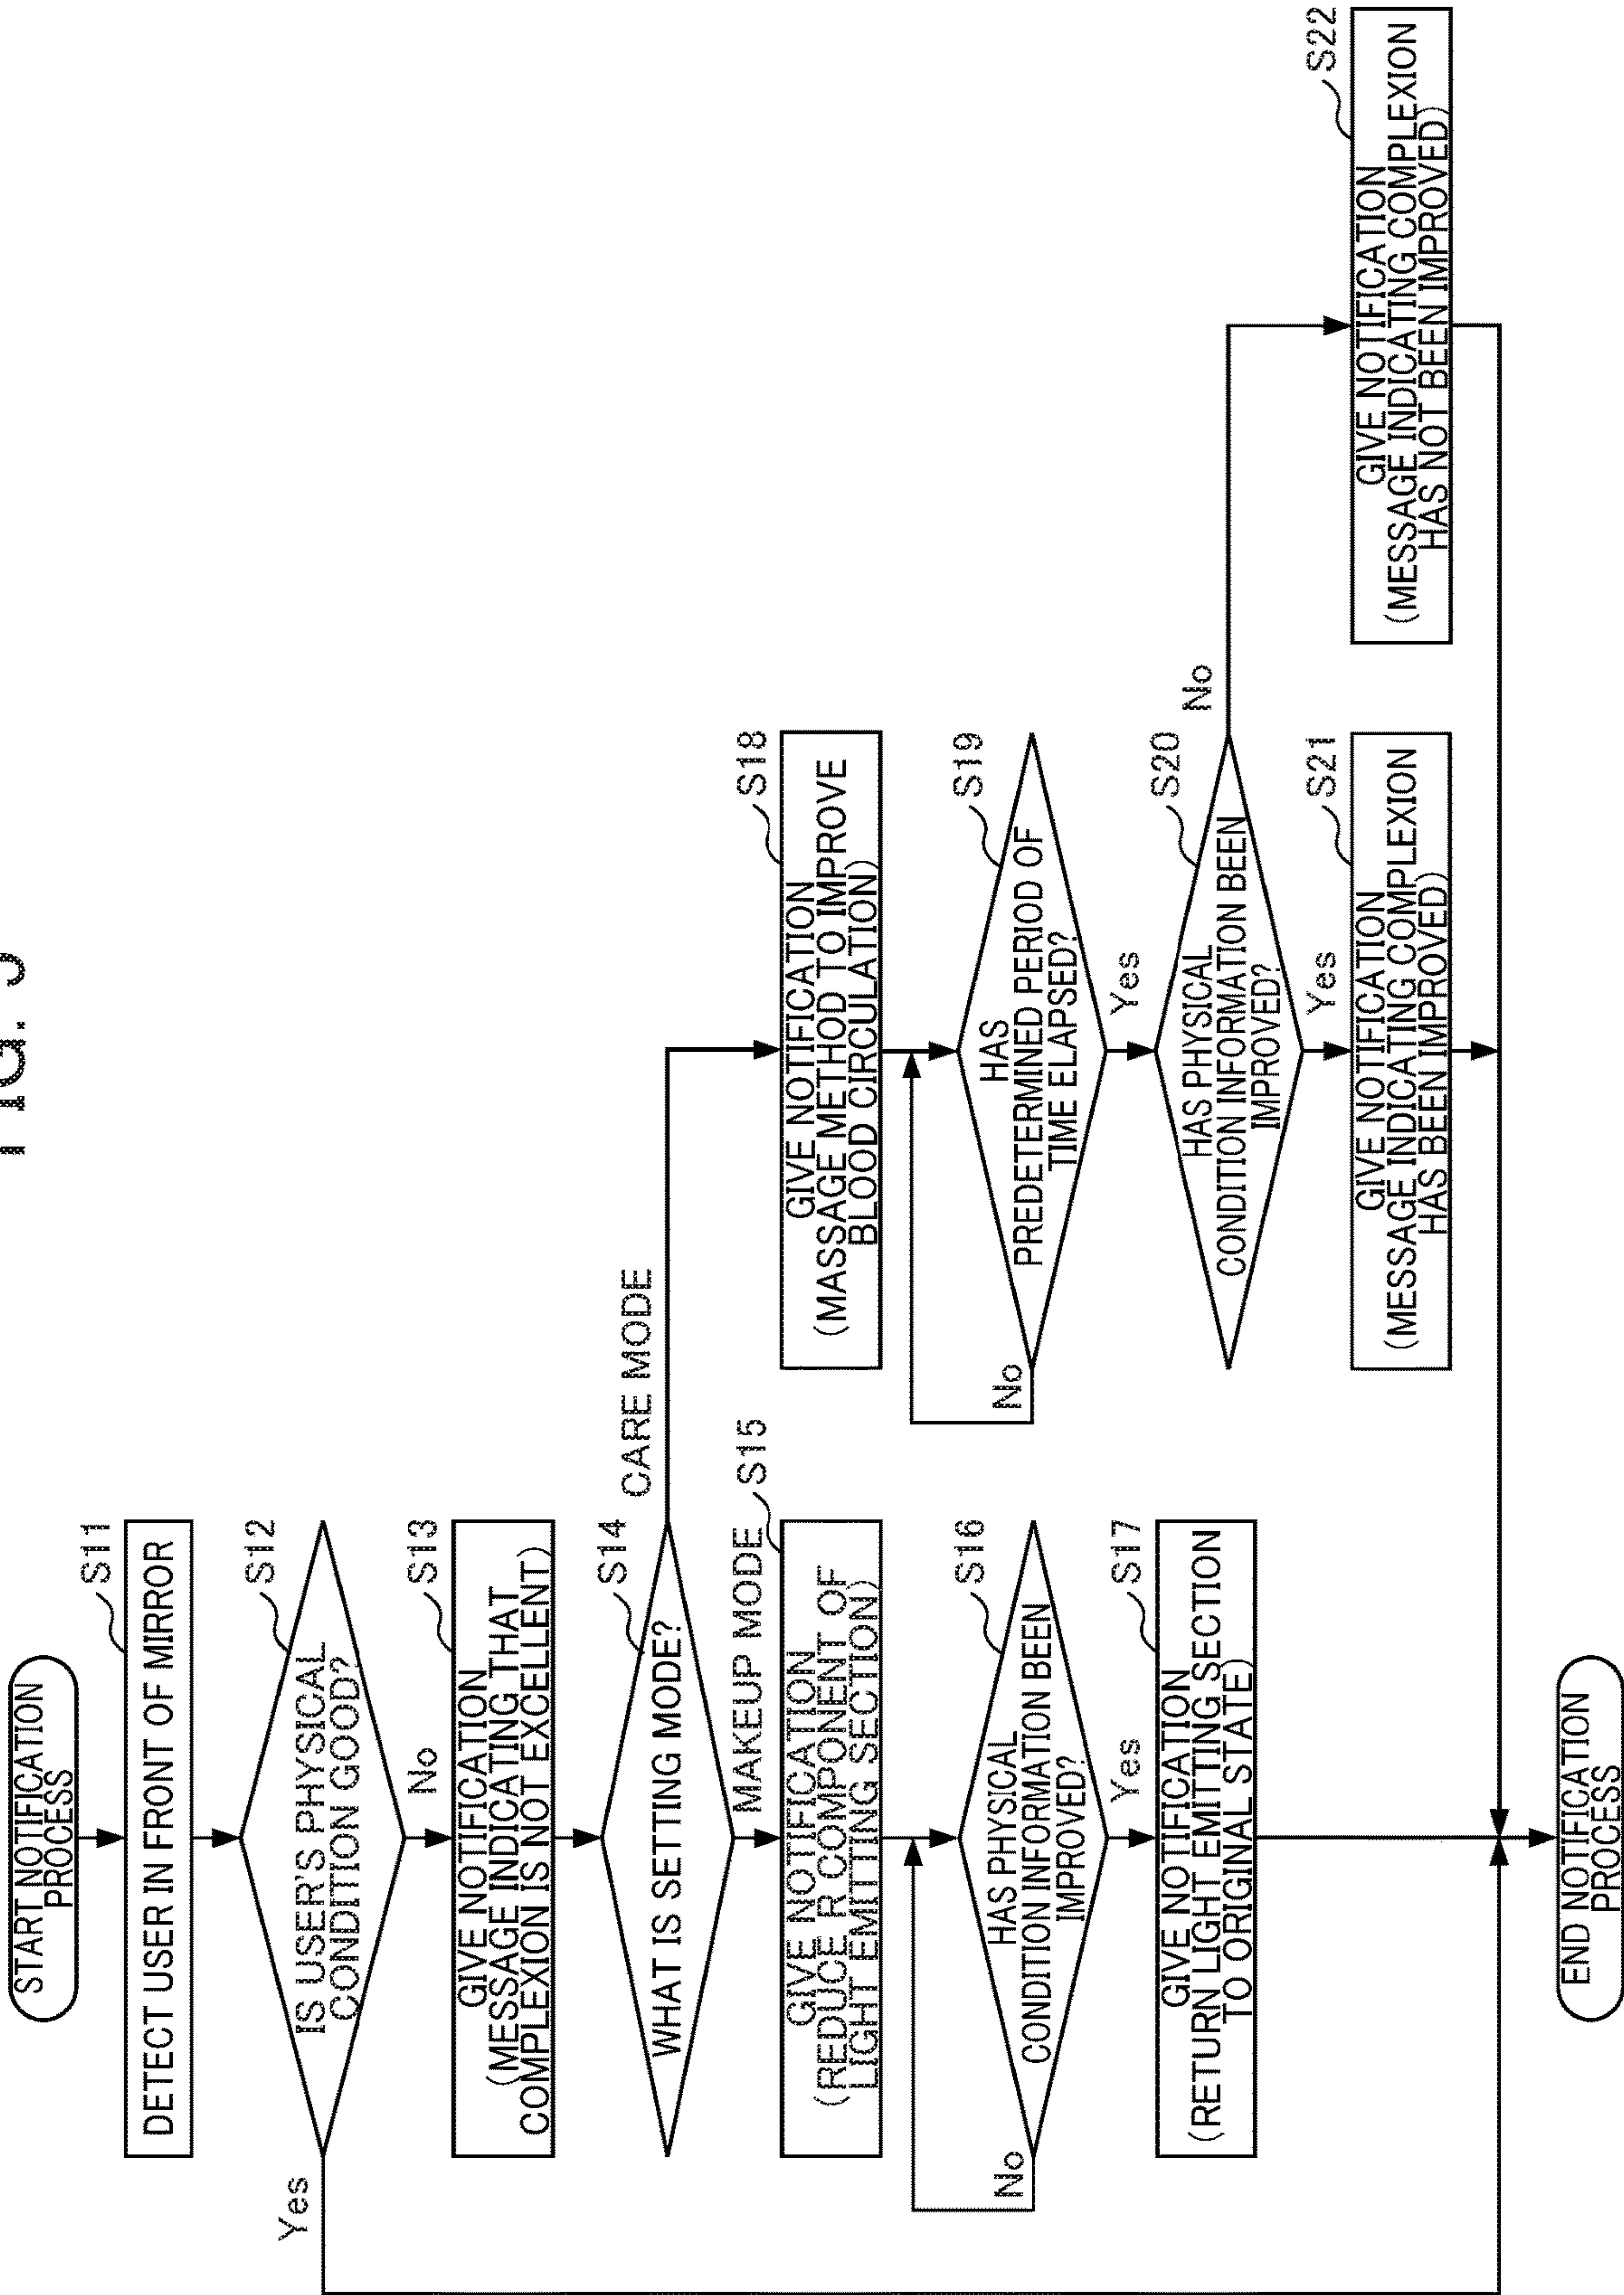 START NOTIFICATION
PROCESS
S11
DETECT USER IN FRONT OF MIRROR
S12
IS USER'S PHYSICAL
CONDITION GOOD?
Yes
No
S13
GIVE NOTIFICATION
(MESSAGE INDICATING THAT
COMPLEXION IS NOT EXCELLENT)
S14
WHAT IS SETTING MODE?
CARE MODE
MAKEUP MODE
S15
GIVE NOTIFICATION
(REDUCE R COMPONENT OF
LIGHT EMITTING SECTION)
S16
HAS PHYSICAL
CONDITION INFORMATION BEEN
IMPROVED?
No
Yes
S17
GIVE NOTIFICATION
(RETURN LIGHT EMITTING SECTION
TO ORIGINAL STATE)
S18
GIVE NOTIFICATION
(MASSAGE METHOD TO IMPROVE
BLOOD CIRCULATION)
S19
HAS
PREDETERMINED PERIOD OF
TIME ELAPSED?
No
Yes
S20
HAS PHYSICAL
CONDITION INFORMATION BEEN
IMPROVED?
No
Yes
S21
GIVE NOTIFICATION
(MESSAGE INDICATING COMPLEXION
HAS BEEN IMPROVED)
S22
GIVE NOTIFICATION
(MESSAGE INDICATING COMPLEXION
HAS NOT BEEN IMPROVED)
END NOTIFICATION
PROCESS